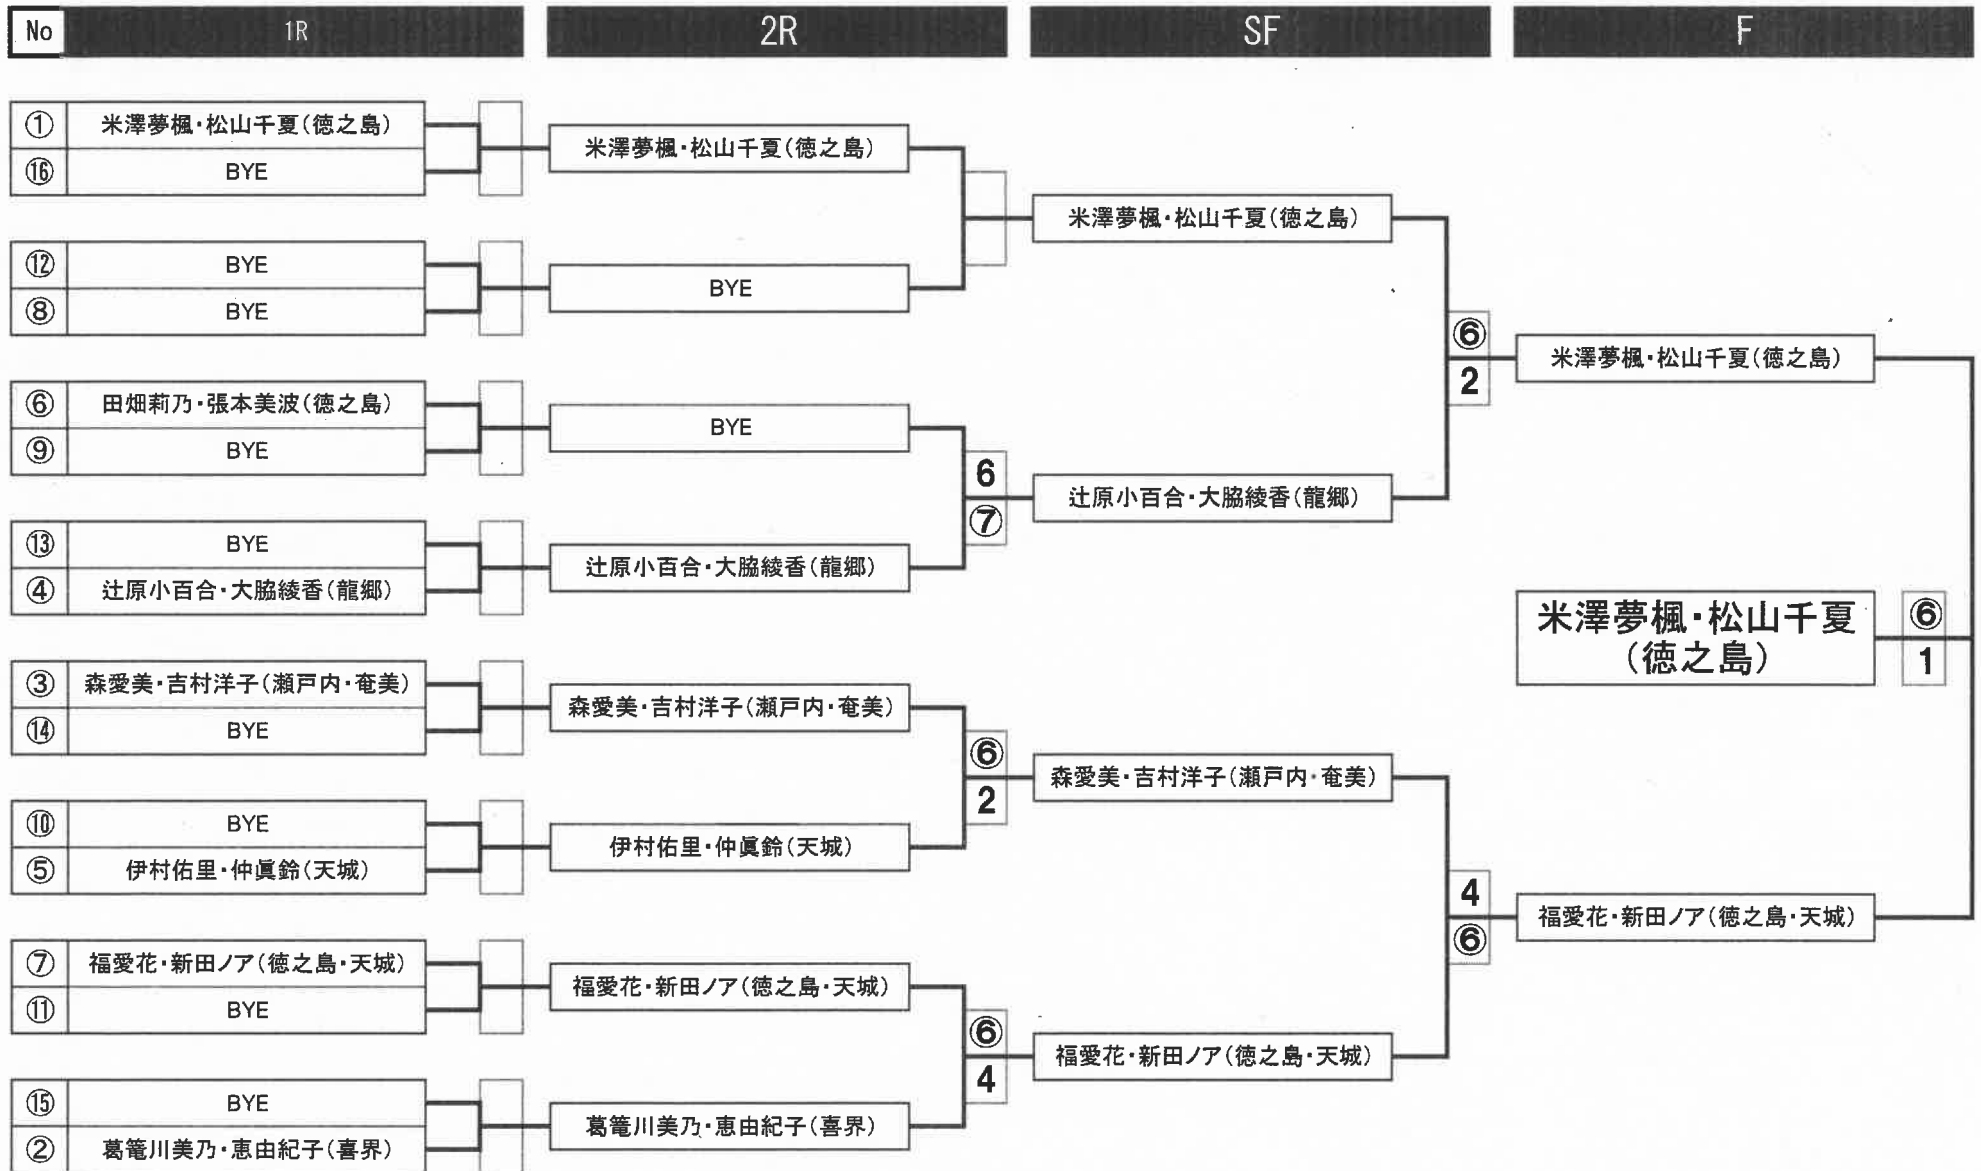 No 1R 2R SF F
① 米澤夢楓・松山千夏(徳之島)
⑯ BYE
⑫ BYE
⑧ BYE
⑥ 田畑莉乃・張本美波(徳之島)
⑨ BYE
⑬ BYE
④ 辻原小百合・大脇綾香(龍郷)
③ 森愛美・吉村洋子(瀬戸内・奄美)
⑭ BYE
⑩ BYE
⑤ 伊村佑里・仲眞鈴(天城)
⑦ 福愛花・新田ノア(徳之島・天城)
⑪ BYE
⑮ BYE
② 葛篭川美乃・恵由紀子(喜界)
米澤夢楓・松山千夏(徳之島)
BYE
BYE
6
⑦
辻原小百合・大脇綾香(龍郷)
森愛美・吉村洋子(瀬戸内・奄美)
⑥
2
伊村佑里・仲眞鈴(天城)
福愛花・新田ノア(徳之島・天城)
⑥
4
葛篭川美乃・恵由紀子(喜界)
米澤夢楓・松山千夏(徳之島)
⑥
2
辻原小百合・大脇綾香(龍郷)
森愛美・吉村洋子(瀬戸内・奄美)
4
⑥
福愛花・新田ノア(徳之島・天城)
米澤夢楓・松山千夏(徳之島)
米澤夢楓・松山千夏
(徳之島)
⑥
1
福愛花・新田ノア(徳之島・天城)